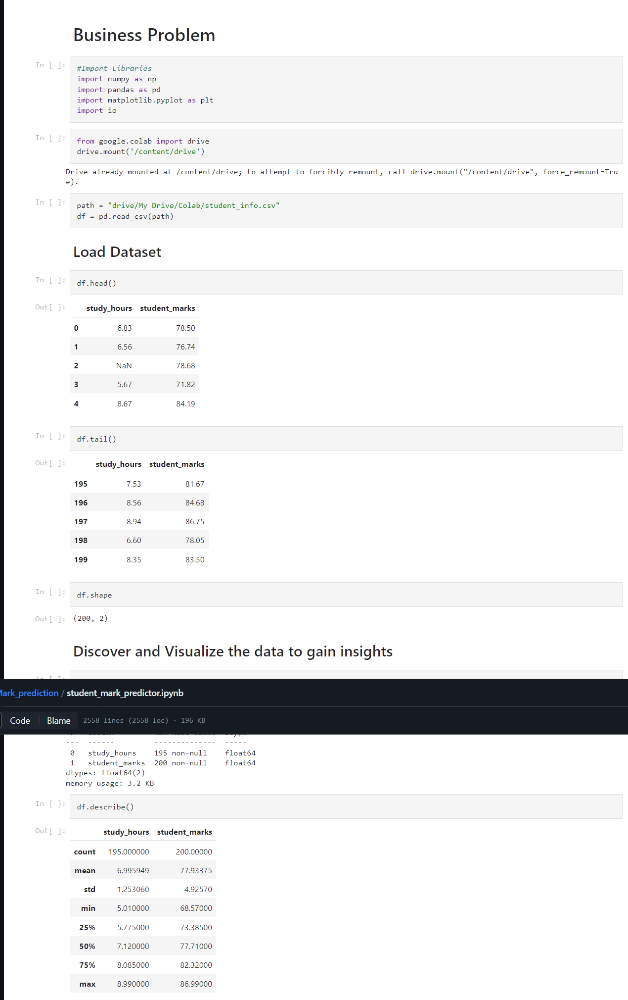 Business Problem
In [ ]:
#Import Libraries
import numpy as np
import pandas as pd
import matplotlib.pyplot as plt
import io
In [ ]:
from google.colab import drive
drive.mount('/content/drive')
Drive already mounted at /content/drive; to attempt to forcibly remount, call drive.mount("/content/drive", force_remount=Tru
e).
In [ ]:
path = "drive/My Drive/Colab/student_info.csv"
df = pd.read_csv(path)
Load Dataset
In [ ]:
df.head()
Out[ ]:
study_hours student_marks
0 6.83 78.50
1 6.56 76.74
2 NaN 78.68
3 5.67 71.82
4 8.67 84.19
In [ ]:
df.tail()
Out[ ]:
study_hours student_marks
195 7.53 81.67
196 8.56 84.68
197 8.94 86.75
198 6.60 78.05
199 8.35 83.50
In [ ]:
df.shape
Out[ ]:
(200, 2)
Discover and Visualize the data to gain insights
Mark_prediction / student_mark_predictor.ipynb
Code Blame 2558 lines (2558 loc) · 196 KB
--- ------ -------------- -----
0 study_hours 195 non-null float64
1 student_marks 200 non-null float64
dtypes: float64(2)
memory usage: 3.2 KB
In [ ]:
df.describe()
Out[ ]:
study_hours student_marks
count 195.000000 200.00000
mean 6.995949 77.93375
std 1.253060 4.92570
min 5.010000 68.57000
25% 5.775000 73.38500
50% 7.120000 77.71000
75% 8.085000 82.32000
max 8.990000 86.99000